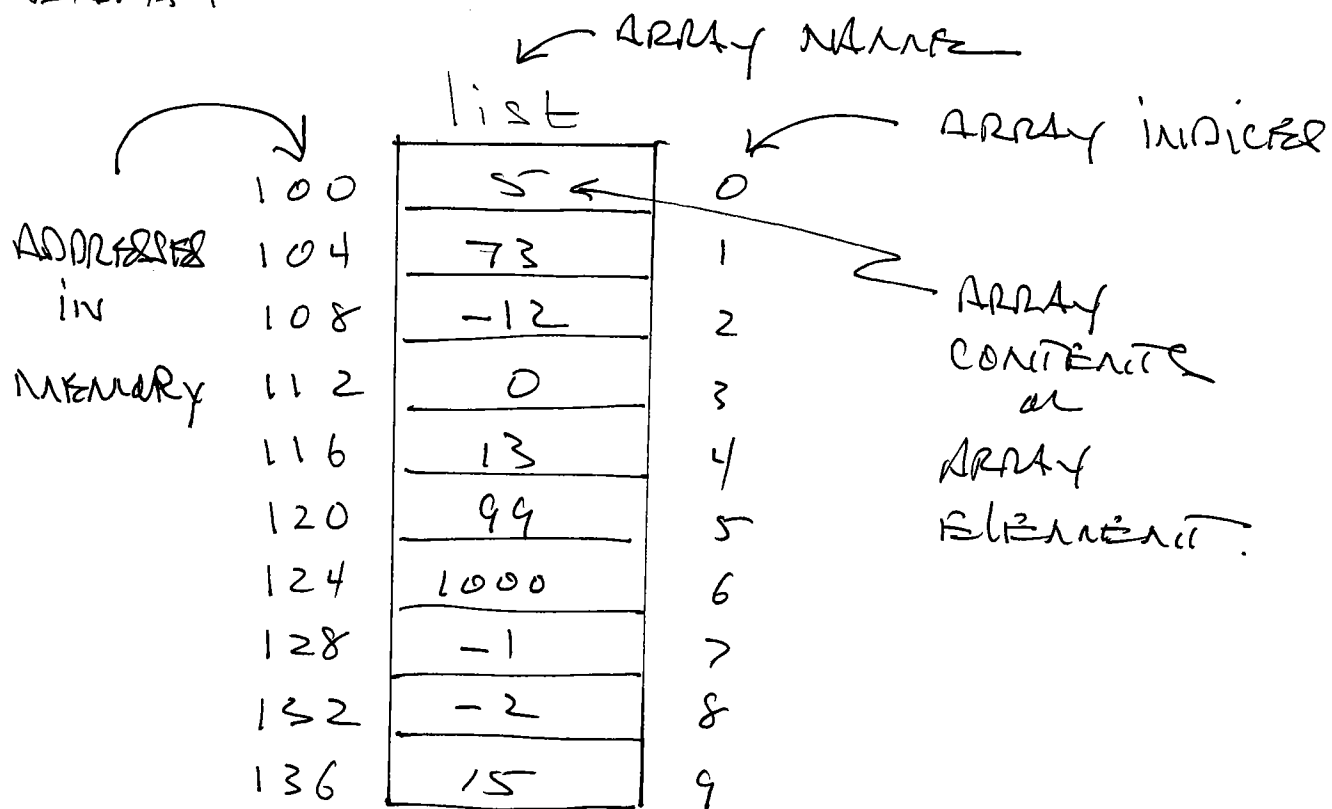 ARRAY NAME
list
ARRAY INDICES
100 5 0
ADDRESSES 104 73 1
IN 108 -12 2
MEMORY 112 0 3
116 13 4
120 99 5
124 1000 6
128 -1 7
132 -2 8
136 15 9
ARRAY
CONTENTS
or
ARRAY
ELEMENT.